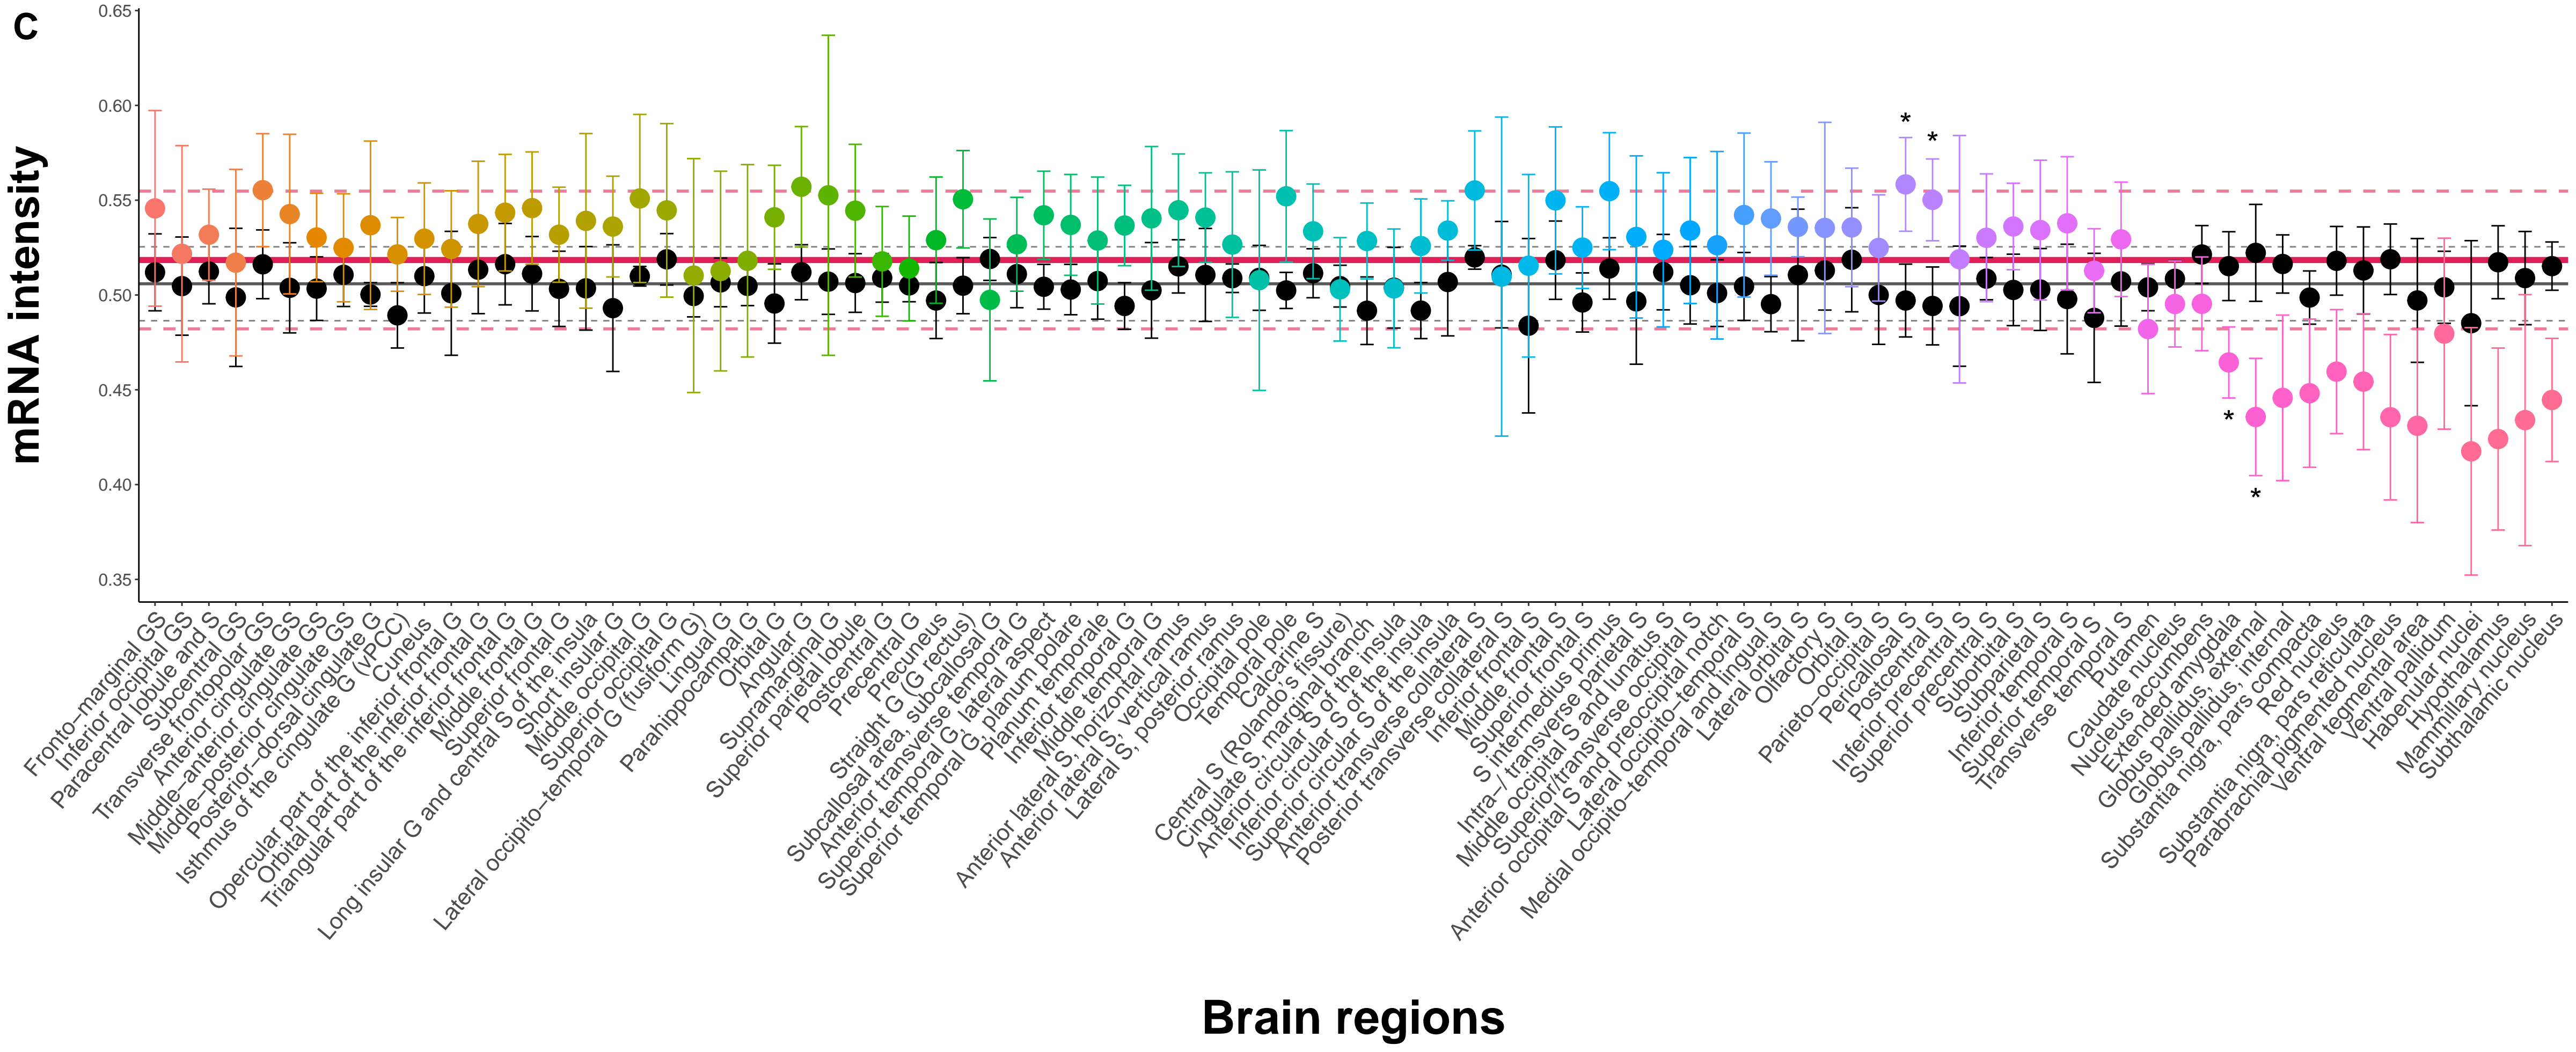 C
mRNA intensity
0.65
0.60
0.55
0.50
0.45
0.40
0.35
*
*
*
*
Fronto−marginal GS
Inferior occipital GS
Paracentral lobule and S
Subcentral GS
Transverse frontopolar GS
Anterior cingulate GS
Middle−anterior cingulate GS
Middle−posterior cingulate GS
Posterior−dorsal cingulate G
Isthmus of the cingulate G (vPCC)
Cuneus
Opercular part of the inferior frontal G
Orbital part of the inferior frontal G
Triangular part of the inferior frontal G
Middle frontal G
Superior frontal G
Long insular G and central S of the insula
Short insular G
Middle occipital G
Superior occipital G
Lateral occipito−temporal G (fusiform G)
Lingual G
Parahippocampal G
Orbital G
Angular G
Supramarginal G
Superior parietal lobule
Postcentral G
Precentral G
Precuneus
Straight G (G rectus)
Subcallosal area, subcallosal G
Anterior transverse temporal G
Superior temporal G, lateral aspect
Superior temporal G, planum polare
Planum temporale
Inferior temporal G
Middle temporal G
Anterior lateral S, horizontal ramus
Anterior lateral S, vertical ramus
Lateral S, posterior ramus
Occipital pole
Temporal pole
Calcarine S
Central S (Rolando's fissure)
Cingulate S, marginal branch
Anterior circular S of the insula
Inferior circular S of the insula
Superior circular S of the insula
Anterior transverse collateral S
Posterior transverse collateral S
Inferior frontal S
Middle frontal S
Superior frontal S
S intermedius primus
Intra−/ transverse parietal S
Middle occipital S and lunatus S
Superior/transverse occipital S
Anterior occipital S and preoccipital notch
Lateral occipito−temporal S
Medial occipito−temporal and lingual S
Lateral orbital S
Olfactory S
Orbital S
Parieto−occipital S
Pericallosal S
Postcentral S
Inferior precentral S
Superior precentral S
Suborbital S
Subparietal S
Inferior temporal S
Superior temporal S
Transverse temporal S
Putamen
Caudate nucleus
Nucleus accumbens
Extended amygdala
Globus pallidus, external
Globus pallidus, internal
Substantia nigra, pars compacta
Red nucleus
Substantia nigra, pars reticulata
Parabrachial pigmented nucleus
Ventral tegmental area
Ventral pallidum
Habenular nuclei
Hypothalamus
Mammillary nucleus
Subthalamic nucleus
Brain regions